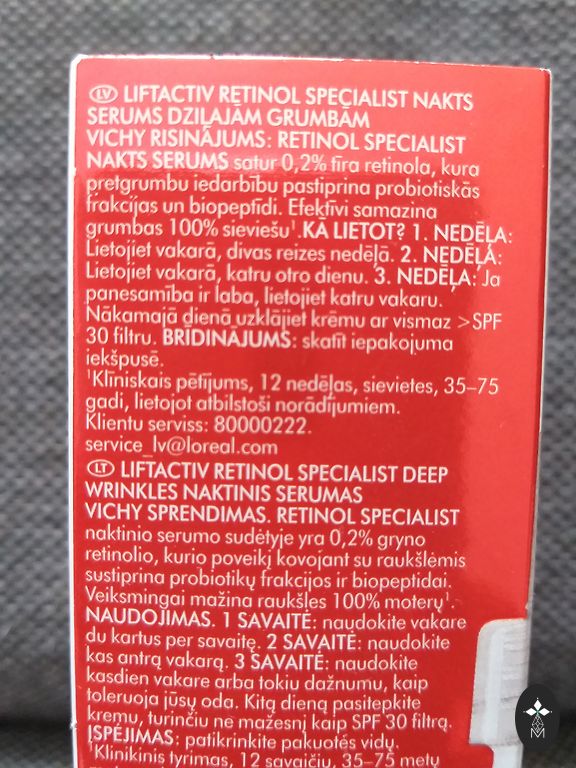 LV LIFTACTIV RETINOL SPECIALIST NAKTS
SERUMS DZIĻAJĀM GRUMBĀM
VICHY RISINĀJUMS: RETINOL SPECIALIST
NAKTS SERUMS satur 0,2% tīra retinola, kura
pretgrumbu iedarbību pastiprina probiotiskās
frakcijas un biopeptīdi. Efektīvi samazina
grumbas 100% sieviešu¹. KĀ LIETOT? 1. NEDĒĻA:
Lietojiet vakarā, divas reizes nedēļā. 2. NEDĒĻA:
Lietojiet vakarā, katru otro dienu. 3. NEDĒĻA: Ja
panesamība ir laba, lietojiet katru vakaru.
Nākamajā dienā uzklājiet krēmu ar vismaz >SPF
30 filtru. BRĪDINĀJUMS: skatīt iepakojuma
iekšpusē.
¹Klīniskais pētījums, 12 nedēļas, sievietes, 35–75
gadi, lietojot atbilstoši norādījumiem.
Klientu serviss: 80000222.
service_lv@loreal.com
LT LIFTACTIV RETINOL SPECIALIST DEEP
WRINKLES NAKTINIS SERUMAS
VICHY SPRENDIMAS. RETINOL SPECIALIST
naktinio serumo sudėtyje yra 0,2% gryno
retinolio, kurio poveikį kovojant su raukšlėmis
sustiprina probiotikų frakcijos ir biopeptidai.
Veiksmingai mažina raukšles 100% moterų¹.
NAUDOJIMAS. 1 SAVAITĖ: naudokite vakare
du kartus per savaitę. 2 SAVAITĖ: naudokite
kas antrą vakarą. 3 SAVAITĖ: naudokite
kasdien vakare arba tokiu dažnumu, kaip
toleruoja jūsų oda. Kitą dieną pasitepkite
kremu, turinčiu ne mažesnį kaip SPF 30 filtrą.
ĮSPĖJIMAS: patikrinkite pakuotės vidų.
¹Klinikinis tyrimas, 12 savaičių, 35–75 metų